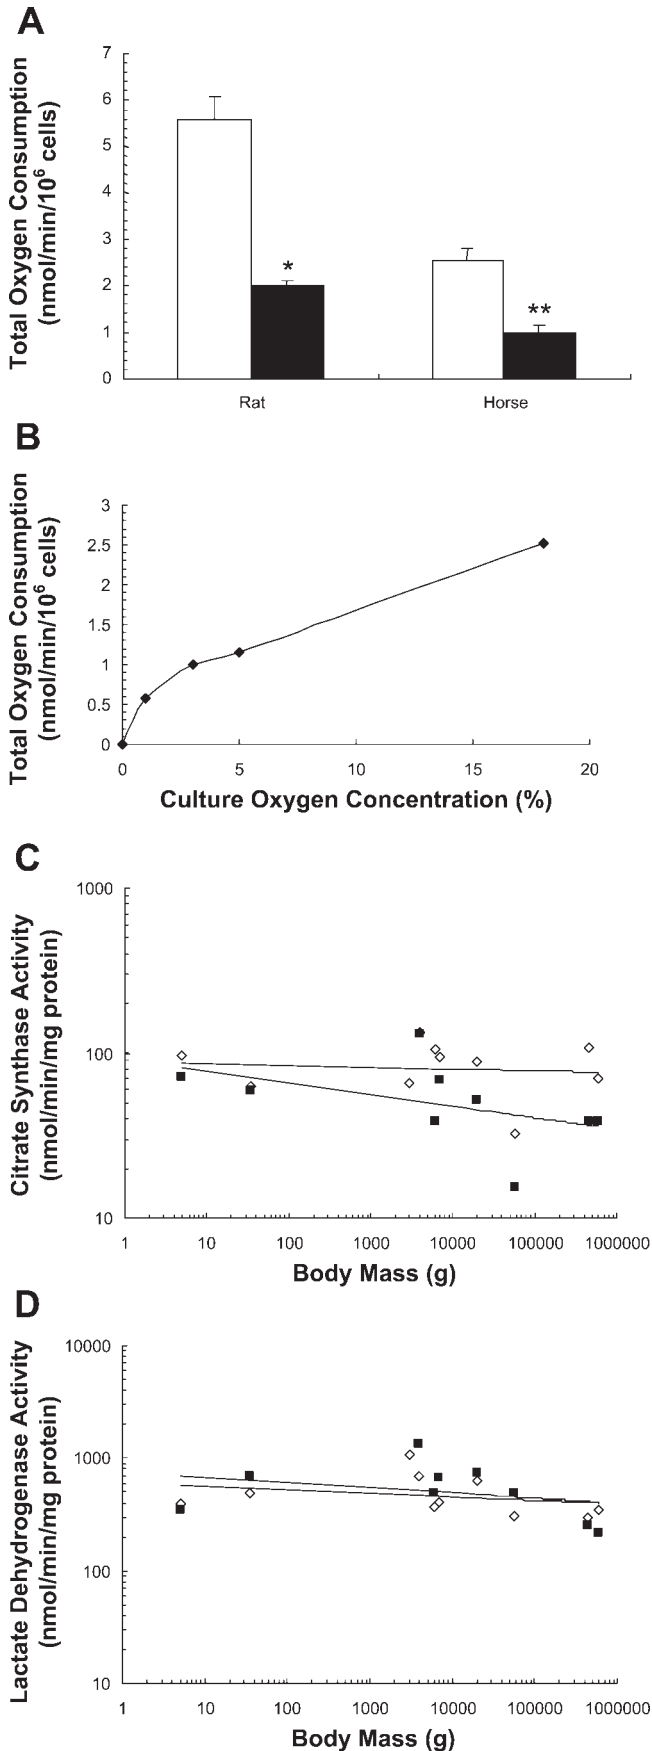 A
Total Oxygen Consumption
(nmol/min/10⁶ cells)
7
6
5
4
3
2
1
0
*
**
Rat Horse
B
Total Oxygen Consumption
(nmol/min/10⁶ cells)
3
2.5
2
1.5
1
0.5
0
0 5 10 15 20
Culture Oxygen Concentration (%)
C
Citrate Synthase Activity
(nmol/min/mg protein)
1000
100
10
1 10 100 1000 10000 100000 1000000
Body Mass (g)
D
Lactate Dehydrogenase Activity
(nmol/min/mg protein)
10000
1000
100
10
1 10 100 1000 10000 100000 1000000
Body Mass (g)